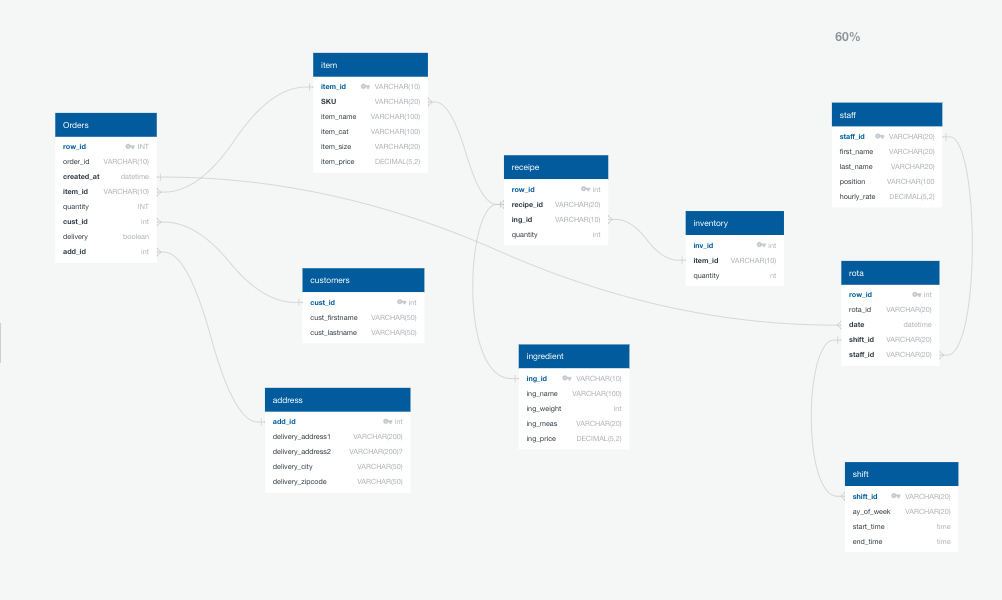 60%
Orders
row_id INT
order_id VARCHAR(10)
created_at datetime
item_id VARCHAR(10)
quantity INT
cust_id int
delivery boolean
add_id int
item
item_id VARCHAR(10)
SKU VARCHAR(20)
item_name VARCHAR(100)
item_cat VARCHAR(100)
item_size VARCHAR(20)
item_price DECIMAL(5,2)
customers
cust_id int
cust_firstname VARCHAR(50)
cust_lastname VARCHAR(50)
address
add_id int
delivery_address1 VARCHAR(200)
delivery_address2 VARCHAR(200)?
delivery_city VARCHAR(50)
delivery_zipcode VARCHAR(50)
receipe
row_id int
recipe_id VARCHAR(20)
ing_id VARCHAR(10)
quantity int
ingredient
ing_id VARCHAR(10)
ing_name VARCHAR(100)
ing_weight int
ing_meas VARCHAR(20)
ing_price DECIMAL(5,2)
inventory
inv_id int
item_id VARCHAR(10)
quantity nt
staff
staff_id VARCHAR(20)
first_name VARCHAR(20)
last_name VARCHAR(20)
position VARCHAR(100
hourly_rate DECIMAL(5,2)
rota
row_id int
rota_id VARCHAR(20)
date datetime
shift_id VARCHAR(20)
staff_id VARCHAR(20)
shift
shift_id VARCHAR(20)
ay_of_week VARCHAR(20)
start_time time
end_time time